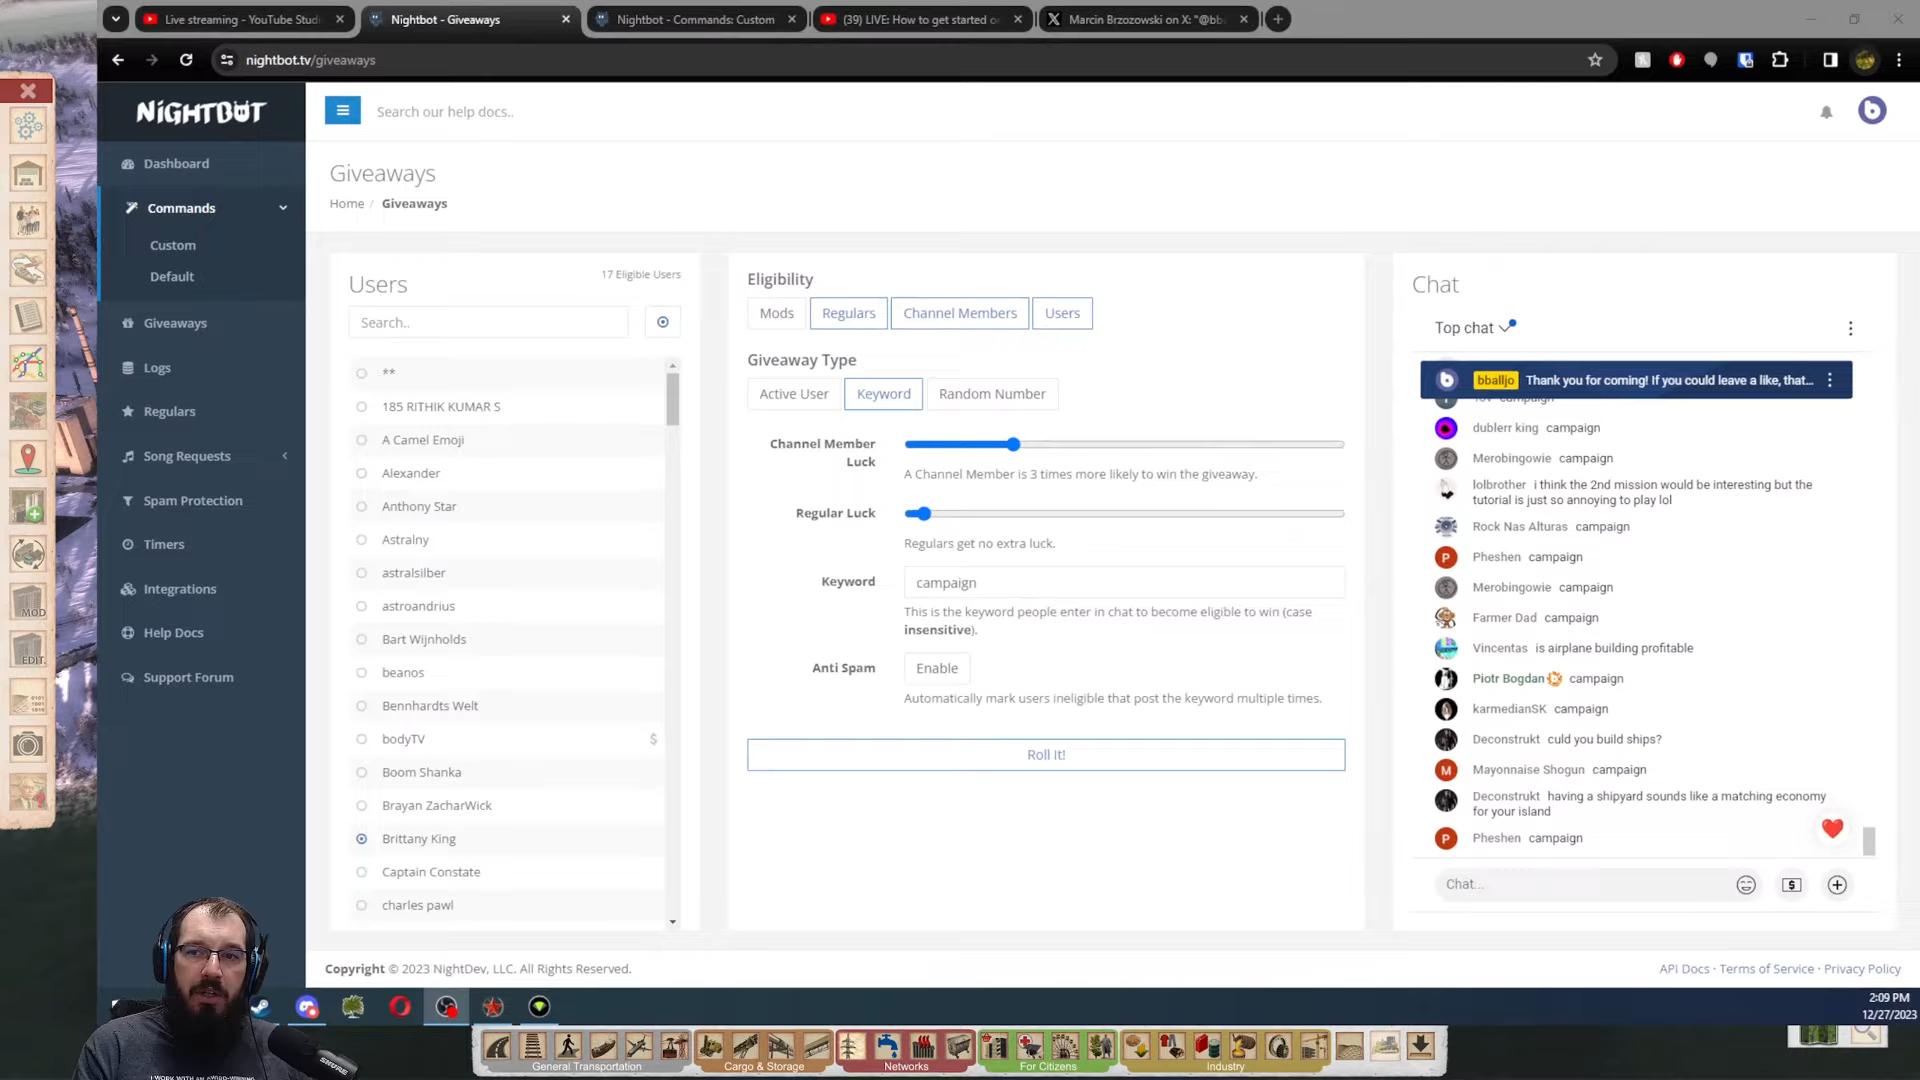 Live streaming - YouTube Studi
Nightbot - Giveaways
Nightbot - Commands: Custom
(39) LIVE: How to get started o
Marcin Brzozowski on X: "@bb
nightbot.tv/giveaways
NIGHTBOT
Search our help docs..
Dashboard
Commands
Custom
Default
Giveaways
Logs
Regulars
Song Requests
Spam Protection
Timers
Integrations
Help Docs
Support Forum
MOD
EDIT
Giveaways
Home / Giveaways
Users
17 Eligible Users
Search..
**
185 RITHIK KUMAR S
A Camel Emoji
Alexander
Anthony Star
Astralny
astralsilber
astroandrius
Bart Wijnholds
beanos
Bennhardts Welt
bodyTV $
Boom Shanka
Brayan ZacharWick
Brittany King
Captain Constate
charles pawl
Eligibility
Mods
Regulars
Channel Members
Users
Giveaway Type
Active User
Keyword
Random Number
Channel Member Luck
A Channel Member is 3 times more likely to win the giveaway.
Regular Luck
Regulars get no extra luck.
Keyword
campaign
This is the keyword people enter in chat to become eligible to win (case
insensitive).
Anti Spam
Enable
Automatically mark users ineligible that post the keyword multiple times.
Roll It!
Chat
Top chat
bballjo Thank you for coming! If you could leave a like, that...
campaign
dublerr king campaign
Merobingowie campaign
lolbrother i think the 2nd mission would be interesting but the
tutorial is just so annoying to play lol
Rock Nas Alturas campaign
P Pheshen campaign
Merobingowie campaign
Farmer Dad campaign
Vincentas is airplane building profitable
Piotr Bogdan campaign
karmedianSK campaign
Deconstrukt culd you build ships?
M Mayonnaise Shogun campaign
Deconstrukt having a shipyard sounds like a matching economy
for your island
P Pheshen campaign
Chat...
Copyright © 2023 NightDev, LLC. All Rights Reserved.
API Docs · Terms of Service · Privacy Policy
2:09 PM
12/27/2023
General Transportation
Cargo & Storage
Networks
For Citizens
Industry